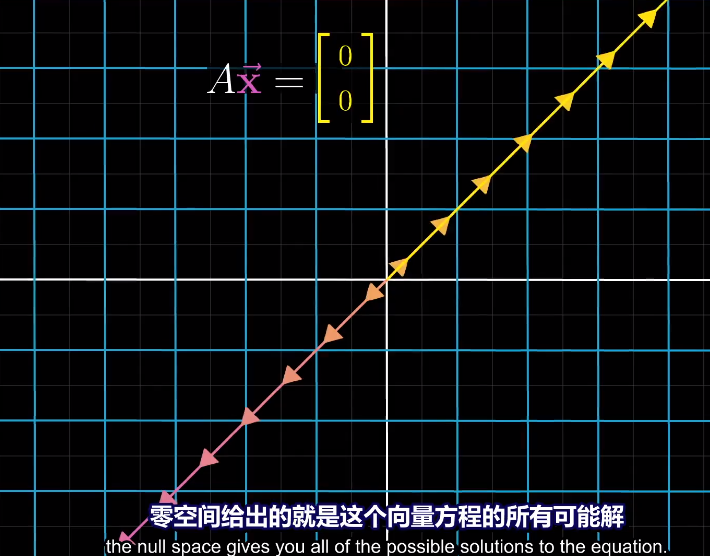 Ax⃗ = [0
0]
零空间给出的就是这个向量方程的所有可能解
the null space gives you all of the possible solutions to the equation.